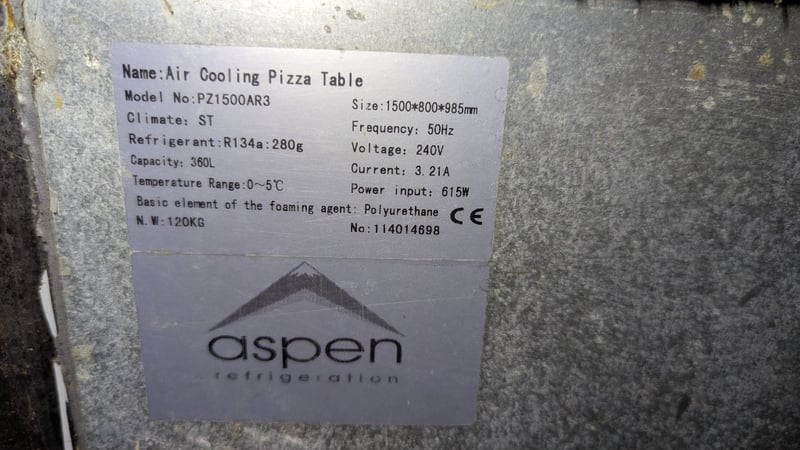 Name:Air Cooling Pizza Table
Model No:PZ1500AR3
Climate: ST
Refrigerant:R134a:280g
Capacity: 360L
Temperature Range:0~5℃
Size:1500*800*985mm
Frequency: 50Hz
Voltage: 240V
Current: 3.21A
Power input: 615W
Basic element of the foaming agent: Polyurethane CE
N.W:120KG
No:114014698
aspen
refrigeration